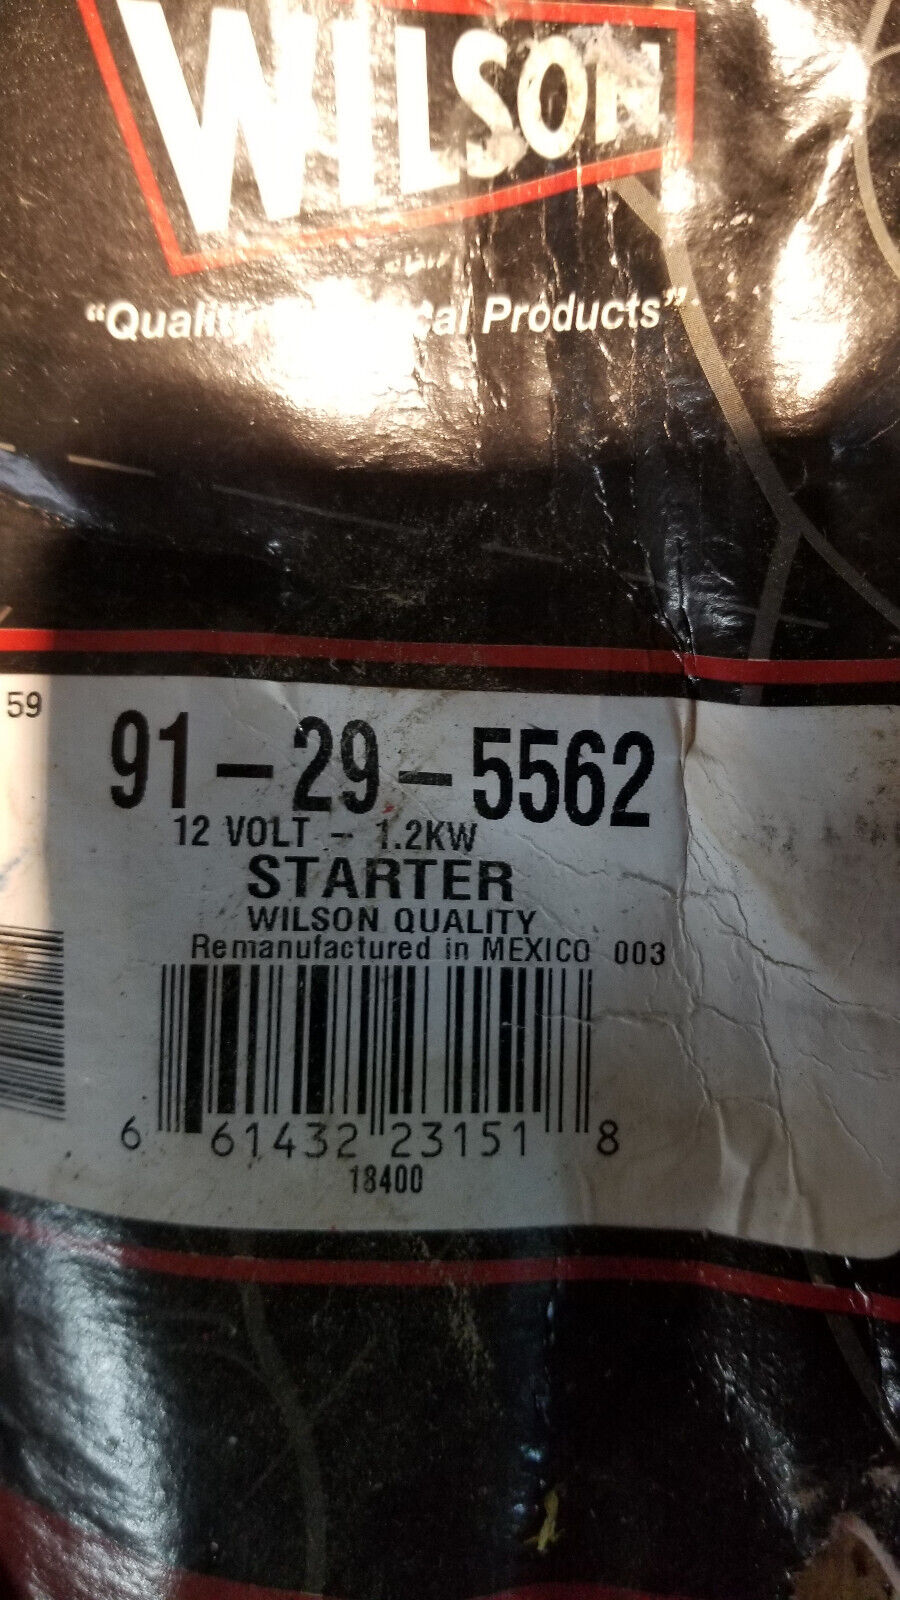 WILSON
"Quality cal Products"
59
91-29-5562
12 VOLT - 1.2KW
STARTER
WILSON QUALITY
Remanufactured in MEXICO 003
6 61432 23151 8
18400